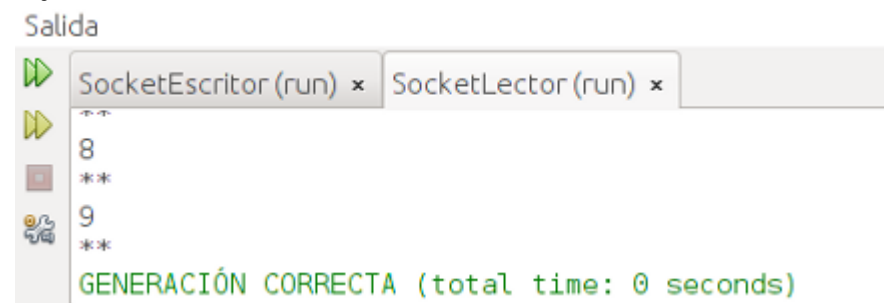 Salida
SocketEscritor (run) × SocketLector (run) ×
**
8
**
9
**
GENERACIÓN CORRECTA (total time: 0 seconds)